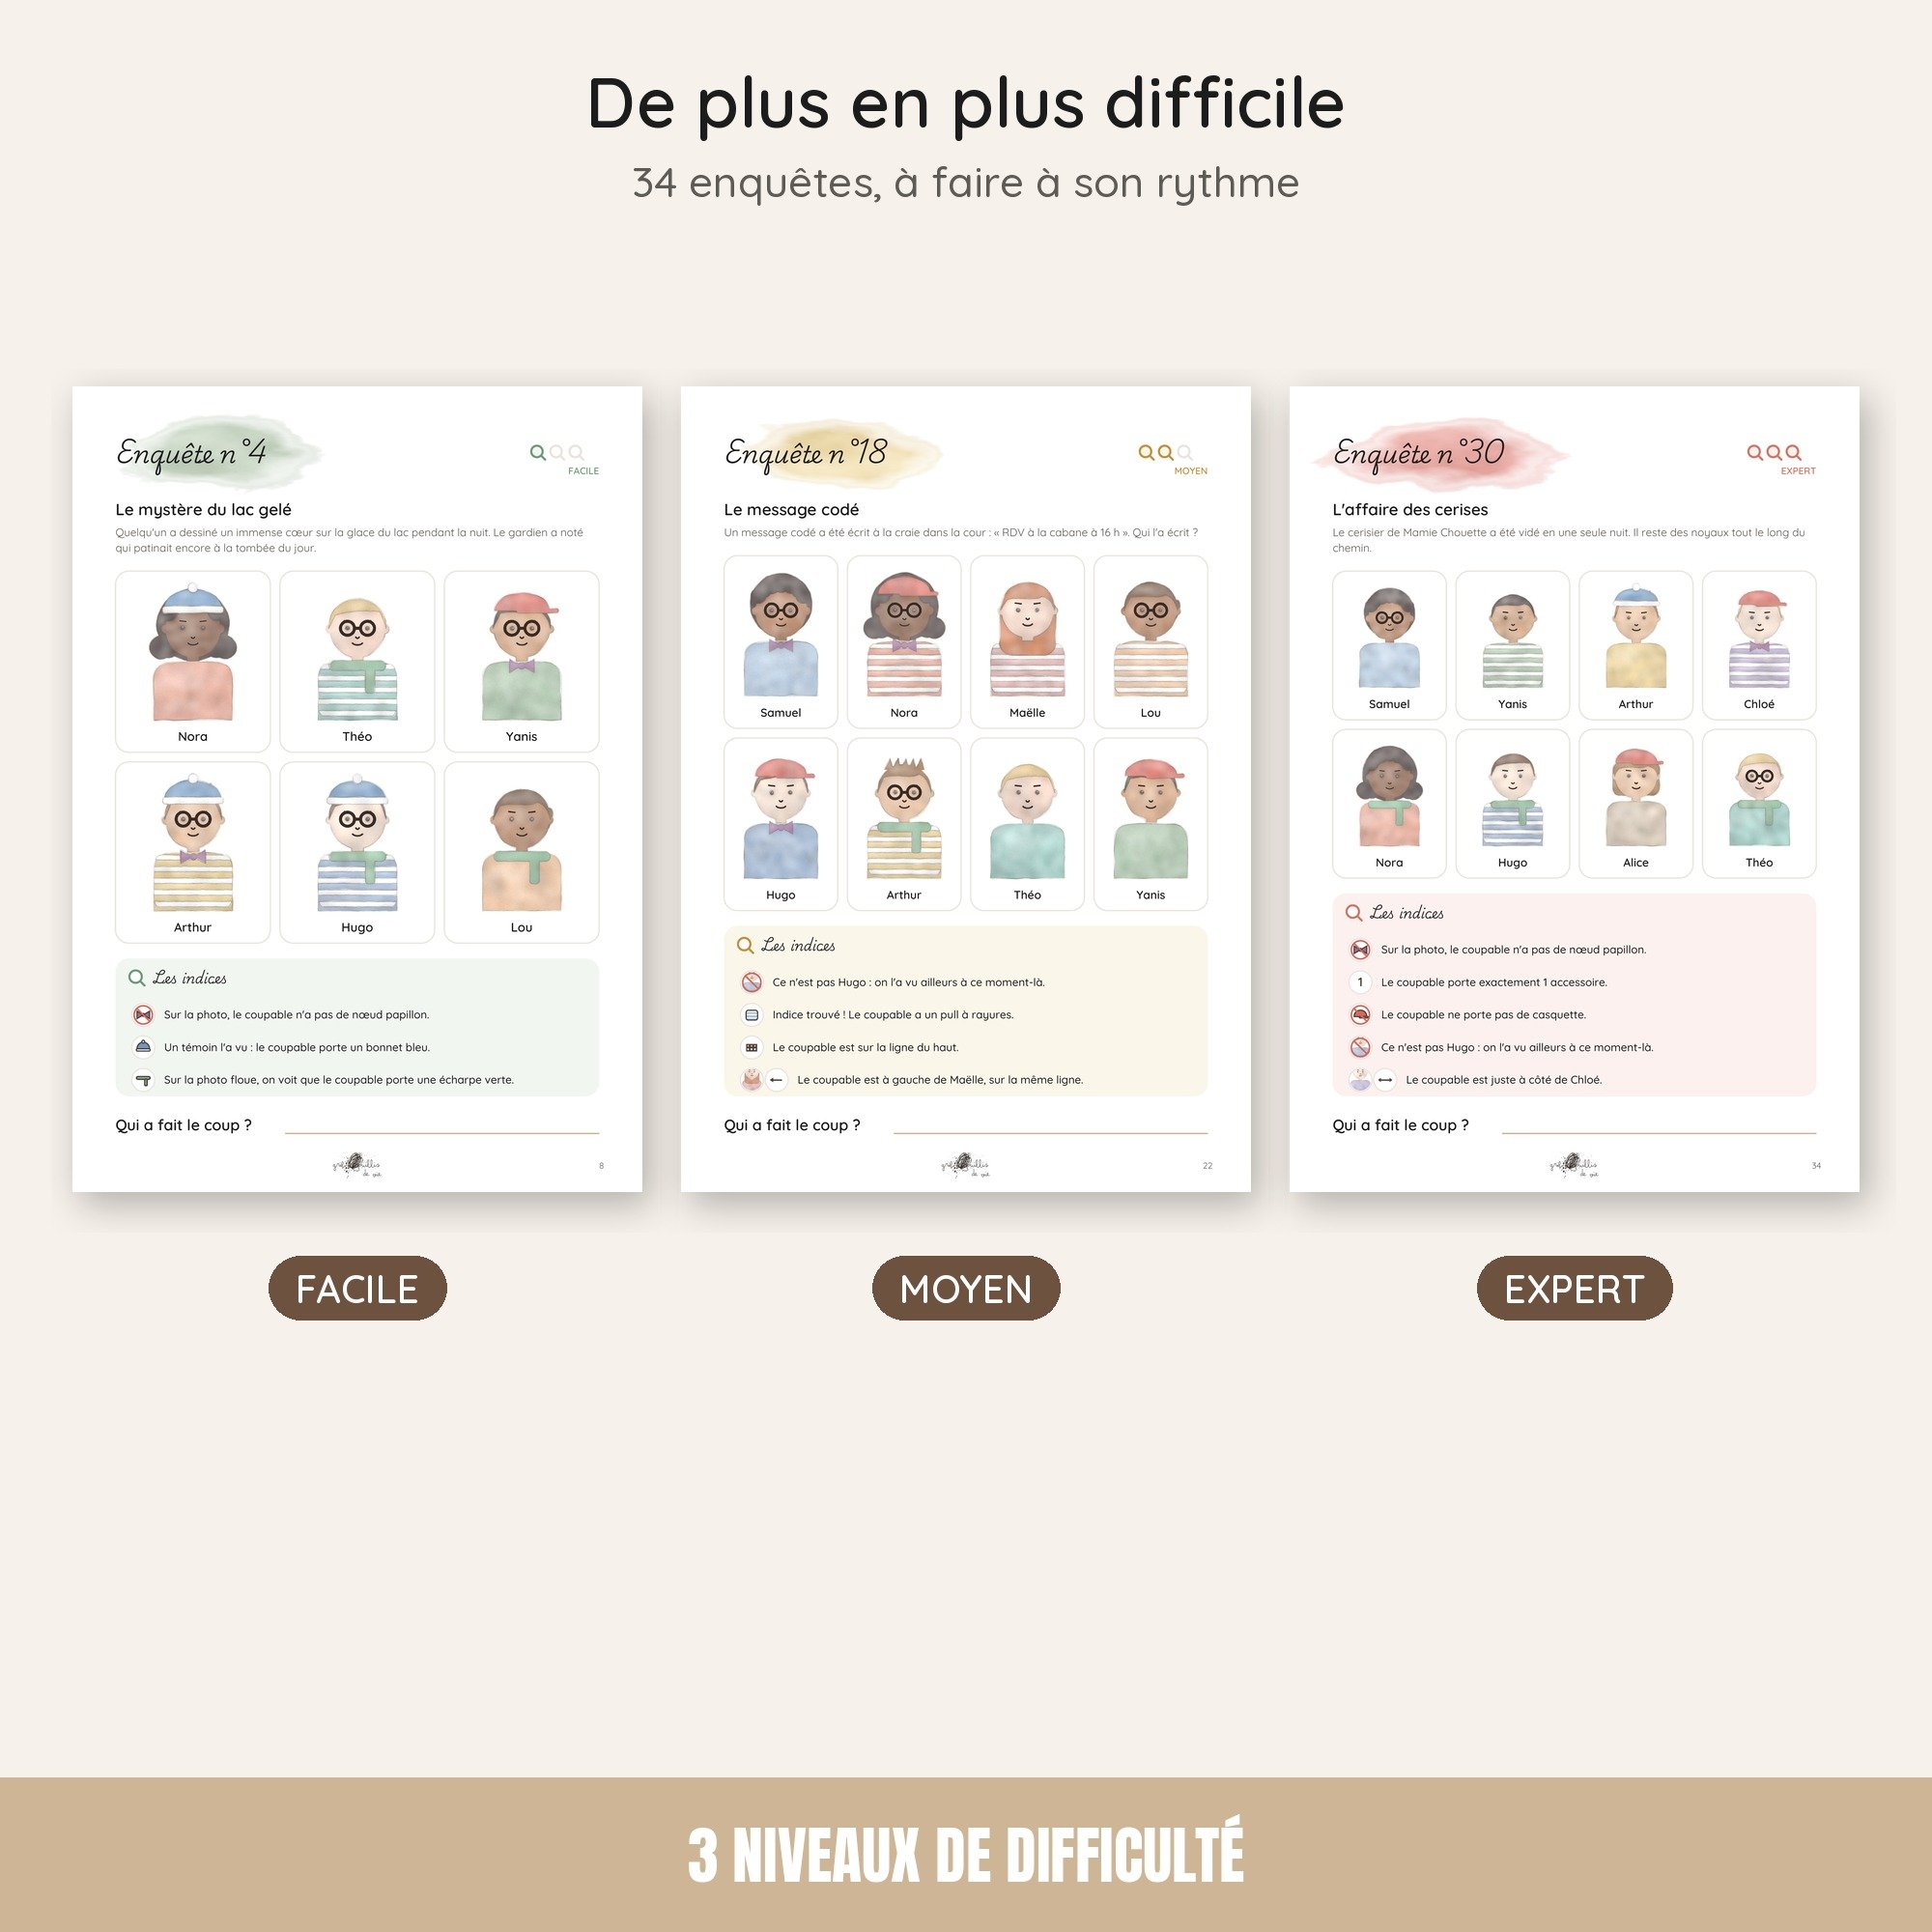 De plus en plus difficile
34 enquêtes, à faire à son rythme
Enquête n°4
FACILE
Le mystère du lac gelé
Quelqu'un a dessiné un immense cœur sur la glace du lac pendant la nuit. Le gardien a noté
qui patinait encore à la tombée du jour.
Nora
Théo
Yanis
Arthur
Hugo
Lou
Les indices
Sur la photo, le coupable n'a pas de nœud papillon.
Un témoin l'a vu : le coupable porte un bonnet bleu.
Sur la photo floue, on voit que le coupable porte une écharpe verte.
Qui a fait le coup ?
8
Enquête n°18
MOYEN
Le message codé
Un message codé a été écrit à la craie dans la cour : « RDV à la cabane à 16 h ». Qui l'a écrit ?
Samuel
Nora
Maëlle
Lou
Hugo
Arthur
Théo
Yanis
Les indices
Ce n'est pas Hugo : on l'a vu ailleurs à ce moment-là.
Indice trouvé ! Le coupable a un pull à rayures.
Le coupable est sur la ligne du haut.
Le coupable est à gauche de Maëlle, sur la même ligne.
Qui a fait le coup ?
22
Enquête n°30
EXPERT
L'affaire des cerises
Le cerisier de Mamie Chouette a été vidé en une seule nuit. Il reste des noyaux tout le long du
chemin.
Samuel
Yanis
Arthur
Chloé
Nora
Hugo
Alice
Théo
Les indices
Sur la photo, le coupable n'a pas de nœud papillon.
1 Le coupable porte exactement 1 accessoire.
Le coupable ne porte pas de casquette.
Ce n'est pas Hugo : on l'a vu ailleurs à ce moment-là.
Le coupable est juste à côté de Chloé.
Qui a fait le coup ?
34
FACILE
MOYEN
EXPERT
3 NIVEAUX DE DIFFICULTÉ